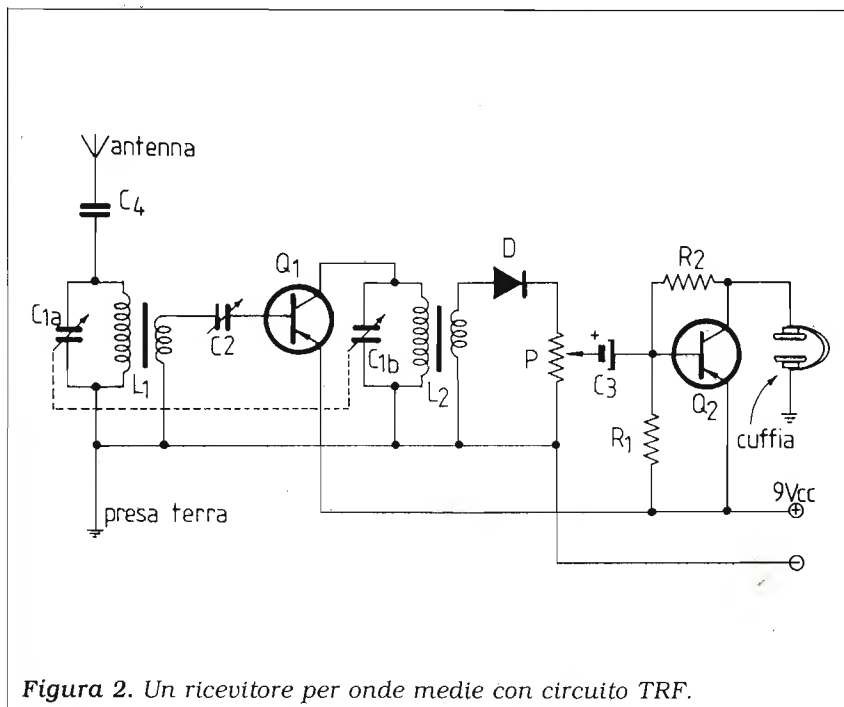 antenna
C4
Q1
D
R2
C1a
C2
C1b
L1
L2
P
+
C3
Q2
R1
cuffia
9Vcc
+
presa terra
−
Figura 2. Un ricevitore per onde medie con circuito TRF.